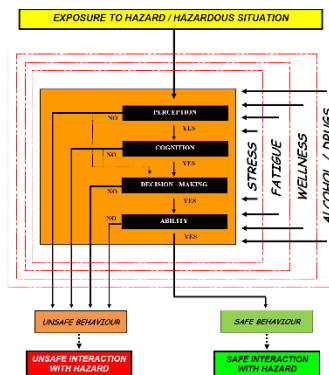 EXPOSURE TO HAZARD / HAZARDOUS SITUATION
PERCEPTION
NO
YES
COGNITION
NO
YES
DECISION - MAKING
NO
YES
ABILITY
NO
YES
STRESS
FATIGUE
WELLNESS
ALCOHOL / DRUGS
UNSAFE BEHAVIOUR
SAFE BEHAVIOUR
UNSAFE INTERACTION
WITH HAZARD
SAFE INTERACTION
WITH HAZARD